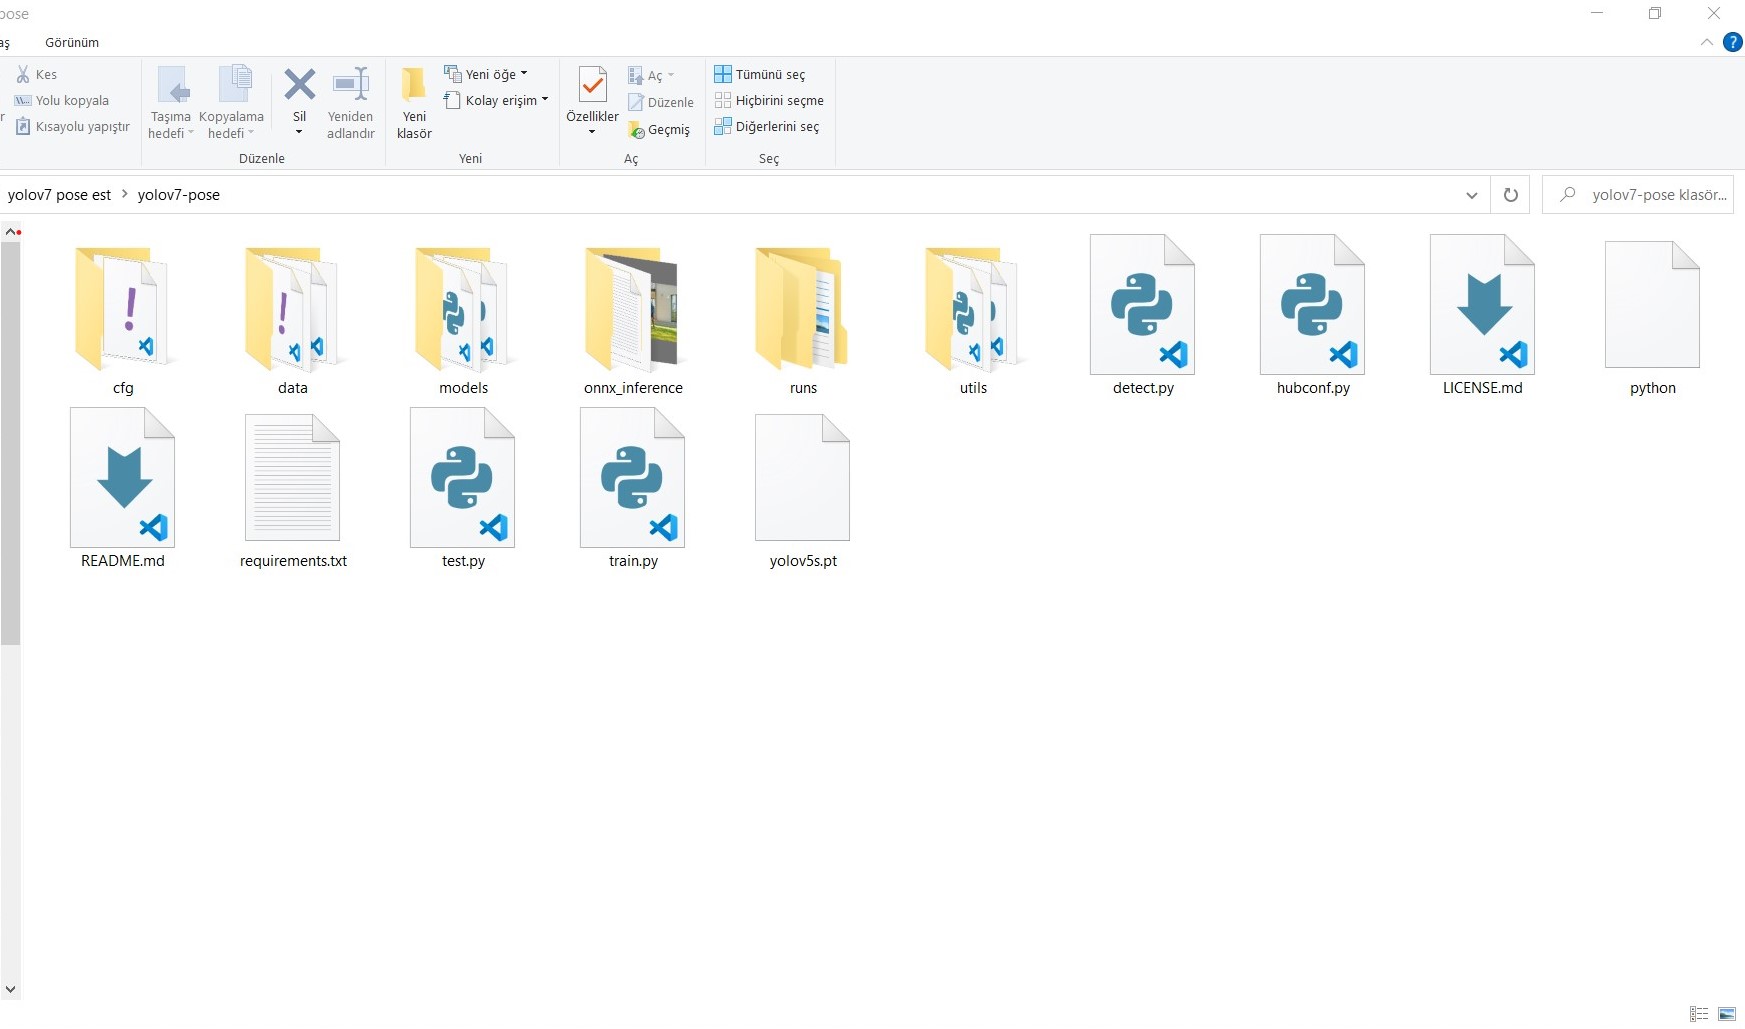 pose
aş Görünüm
Kes
Yolu kopyala
r Kısayolu yapıştır
Taşıma hedefi
Kopyalama hedefi
Sil
Yeniden adlandır
Düzenle
Yeni klasör
Yeni öğe
Kolay erişim
Yeni
Özellikler
Aç
Düzenle
Geçmiş
Aç
Tümünü seç
Hiçbirini seçme
Diğerlerini seç
Seç
yolov7 pose est > yolov7-pose
yolov7-pose klasör...
cfg data models onnx_inference runs utils detect.py hubconf.py LICENSE.md python
README.md requirements.txt test.py train.py yolov5s.pt